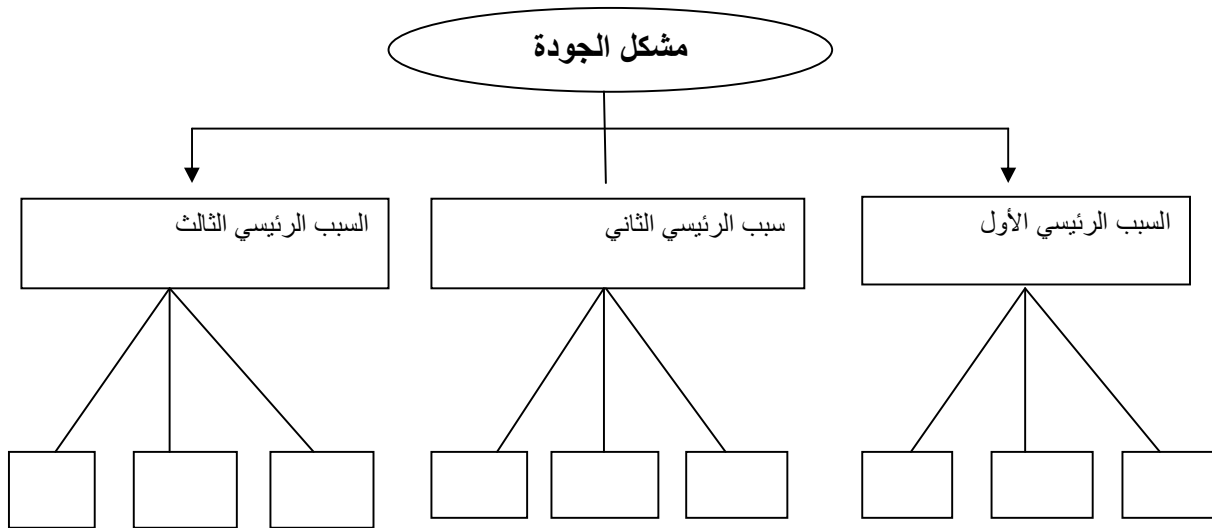 مشكل الجودة
السبب الرئيسي الأول
سبب الرئيسي الثاني
السبب الرئيسي الثالث